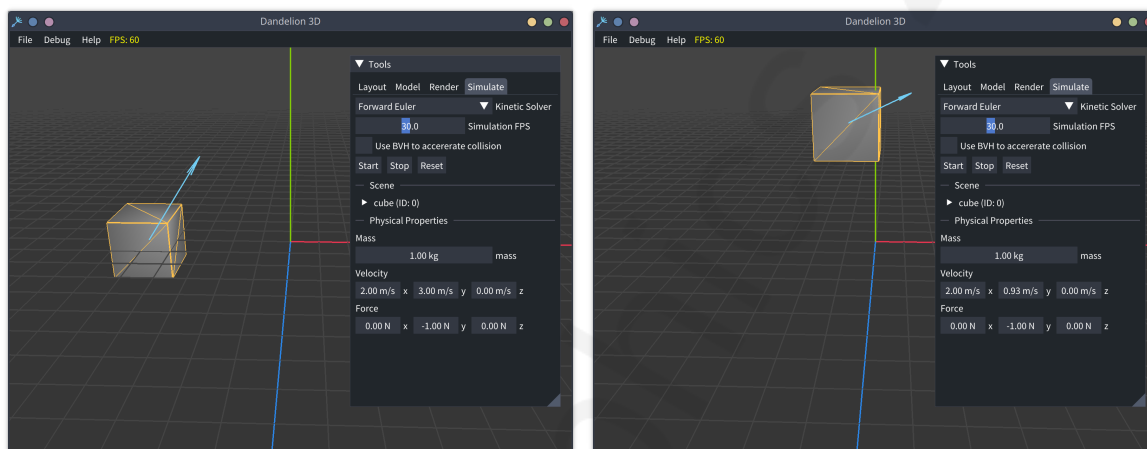 Dandelion 3D
File Debug Help FPS: 60
Tools
Layout Model Render Simulate
Forward Euler Kinetic Solver
30.0 Simulation FPS
Use BVH to accererate collision
Start Stop Reset
Scene
cube (ID: 0)
Physical Properties
Mass
1.00 kg mass
Velocity
2.00 m/s x 3.00 m/s y 0.00 m/s z
Force
0.00 N x -1.00 N y 0.00 N z
Dandelion 3D
File Debug Help FPS: 60
Tools
Layout Model Render Simulate
Forward Euler Kinetic Solver
30.0 Simulation FPS
Use BVH to accererate collision
Start Stop Reset
Scene
cube (ID: 0)
Physical Properties
Mass
1.00 kg mass
Velocity
2.00 m/s x 0.93 m/s y 0.00 m/s z
Force
0.00 N x -1.00 N y 0.00 N z